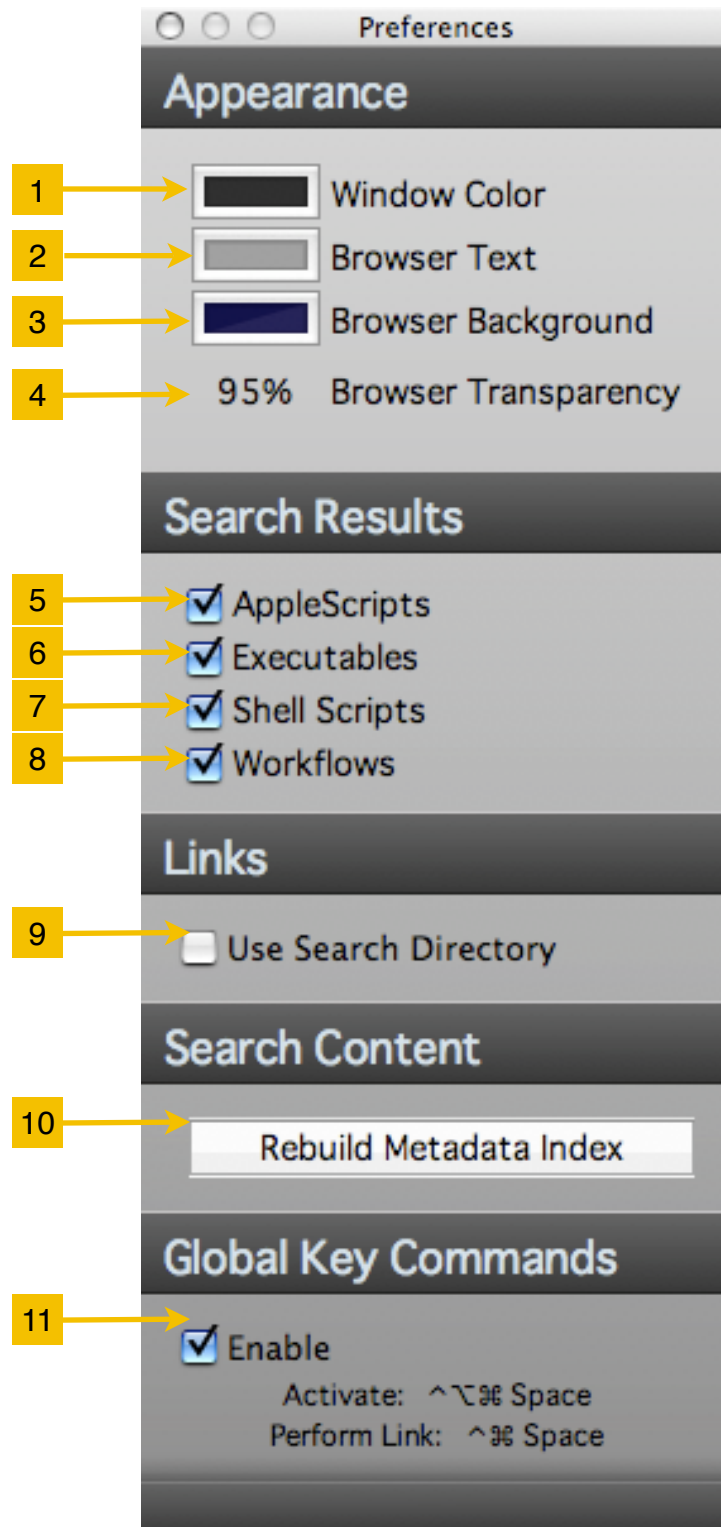 Preferences
Appearance
1 Window Color
2 Browser Text
3 Browser Background
4 95% Browser Transparency
Search Results
5 AppleScripts
6 Executables
7 Shell Scripts
8 Workflows
Links
9 Use Search Directory
Search Content
10 Rebuild Metadata Index
Global Key Commands
11 Enable
Activate: ^⌥⌘ Space
Perform Link: ^⌘ Space